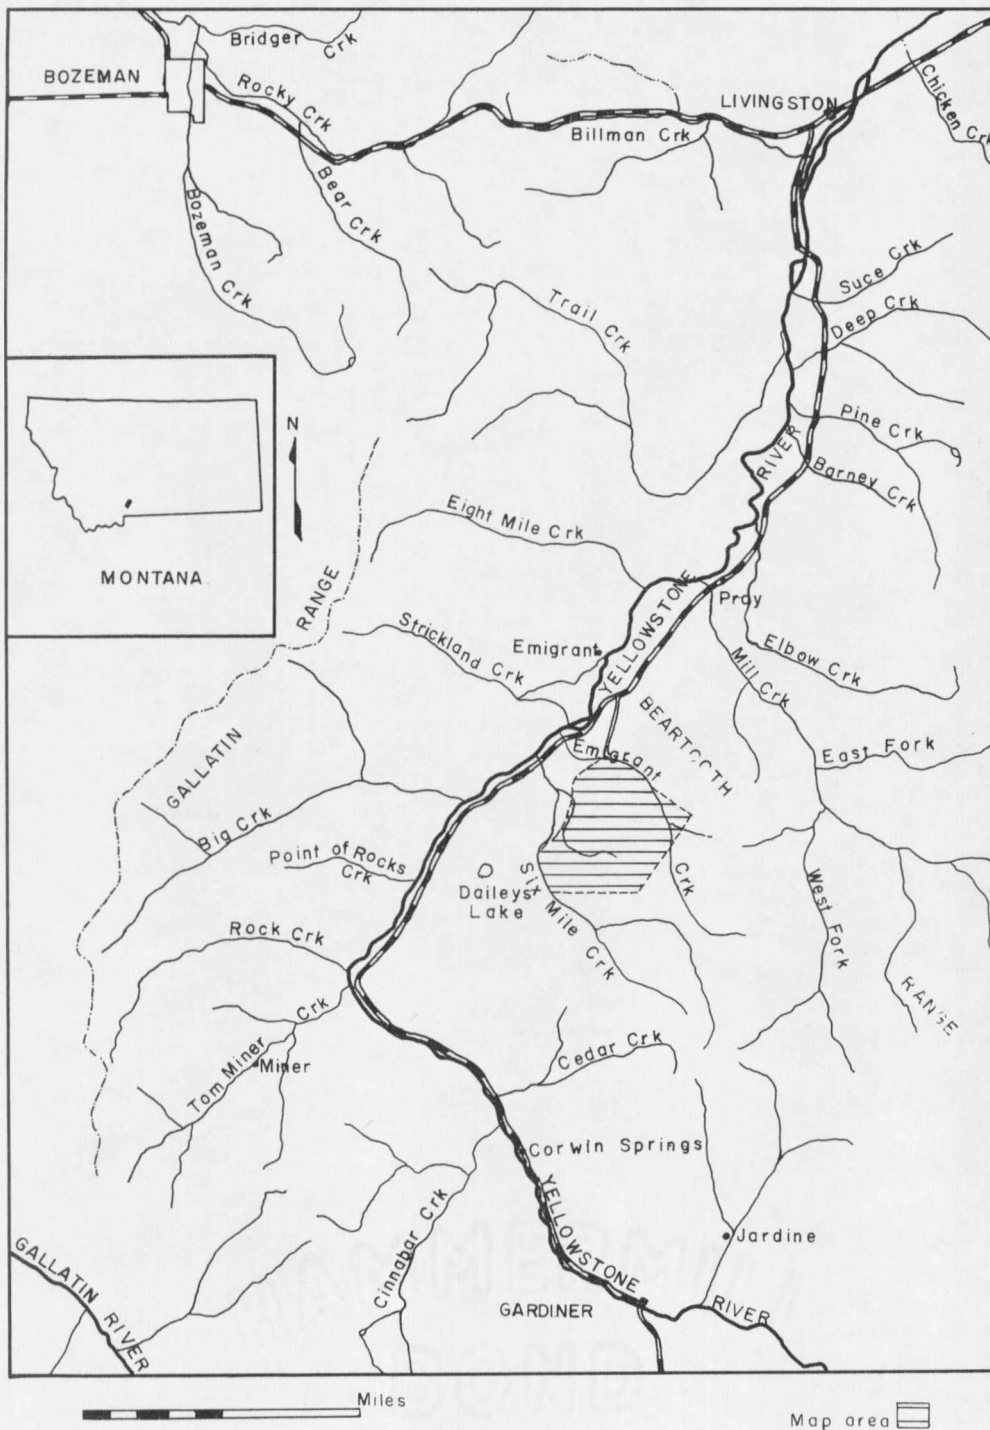 Bridger Crk
BOZEMAN
Rocky Crk
LIVINGSTON
Chicken Crk
Billman Crk
Bear Crk
Bozeman Crk
Suce Crk
Trail Crk
Deep Crk
Pine Crk
N
RIVER
Barney Crk
Eight Mile Crk
MONTANA
RANGE
YELLOWSTONE
Pray
Strickland Crk
Emigrant
Elbow Crk
Mill Crk
BEARTOOTH
East Fork
Emigrant
GALLATIN
Big Crk
Point of Rocks
Crk
Daileys
Lake
Six Mile Crk
Crk
West Fork
Rock Crk
RANGE
Tom Miner Crk
Miner
Cedar Crk
Corwin Springs
YELLOWSTONE
Jardine
Cinnabar Crk
GALLATIN RIVER
GARDINER
RIVER
HAMMERMILL
BOND
Miles
Map area